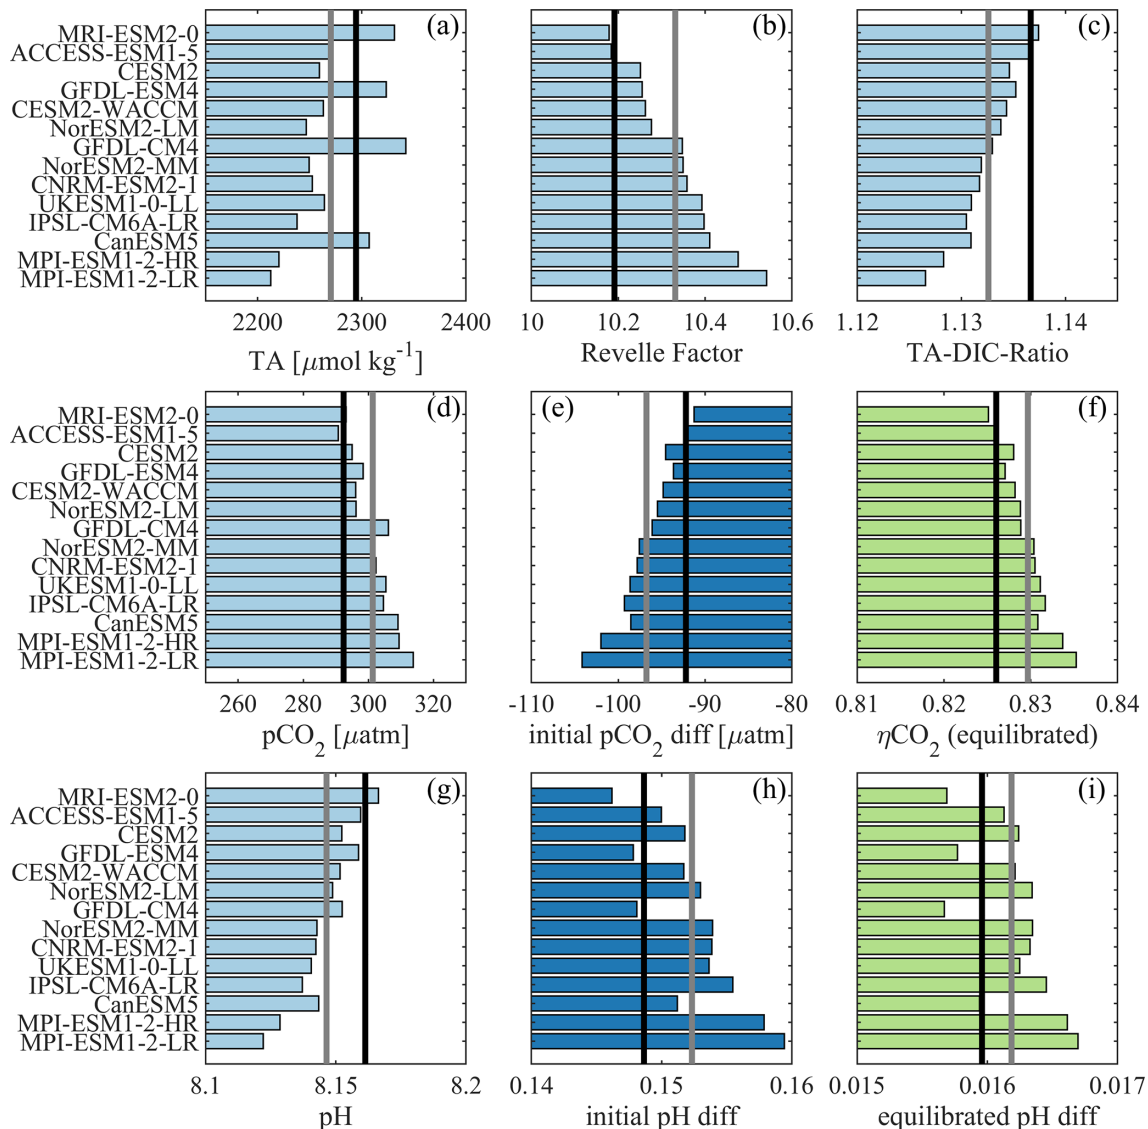 (a) (b) (c)
MRI-ESM2-0
ACCESS-ESM1-5
CESM2
GFDL-ESM4
CESM2-WACCM
NorESM2-LM
GFDL-CM4
NorESM2-MM
CNRM-ESM2-1
UKESM1-0-LL
IPSL-CM6A-LR
CanESM5
MPI-ESM1-2-HR
MPI-ESM1-2-LR
2200 2300 2400 10 10.2 10.4 10.6 1.12 1.13 1.14
TA [μmol kg⁻¹] Revelle Factor TA-DIC-Ratio
(d) (e) (f)
MRI-ESM2-0
ACCESS-ESM1-5
CESM2
GFDL-ESM4
CESM2-WACCM
NorESM2-LM
GFDL-CM4
NorESM2-MM
CNRM-ESM2-1
UKESM1-0-LL
IPSL-CM6A-LR
CanESM5
MPI-ESM1-2-HR
MPI-ESM1-2-LR
260 280 300 320 -110 -100 -90 -80 0.81 0.82 0.83 0.84
pCO₂ [μatm] initial pCO₂ diff [μatm] ηCO₂ (equilibrated)
(g) (h) (i)
MRI-ESM2-0
ACCESS-ESM1-5
CESM2
GFDL-ESM4
CESM2-WACCM
NorESM2-LM
GFDL-CM4
NorESM2-MM
CNRM-ESM2-1
UKESM1-0-LL
IPSL-CM6A-LR
CanESM5
MPI-ESM1-2-HR
MPI-ESM1-2-LR
8.1 8.15 8.2 0.14 0.15 0.16 0.015 0.016 0.017
pH initial pH diff equilibrated pH diff